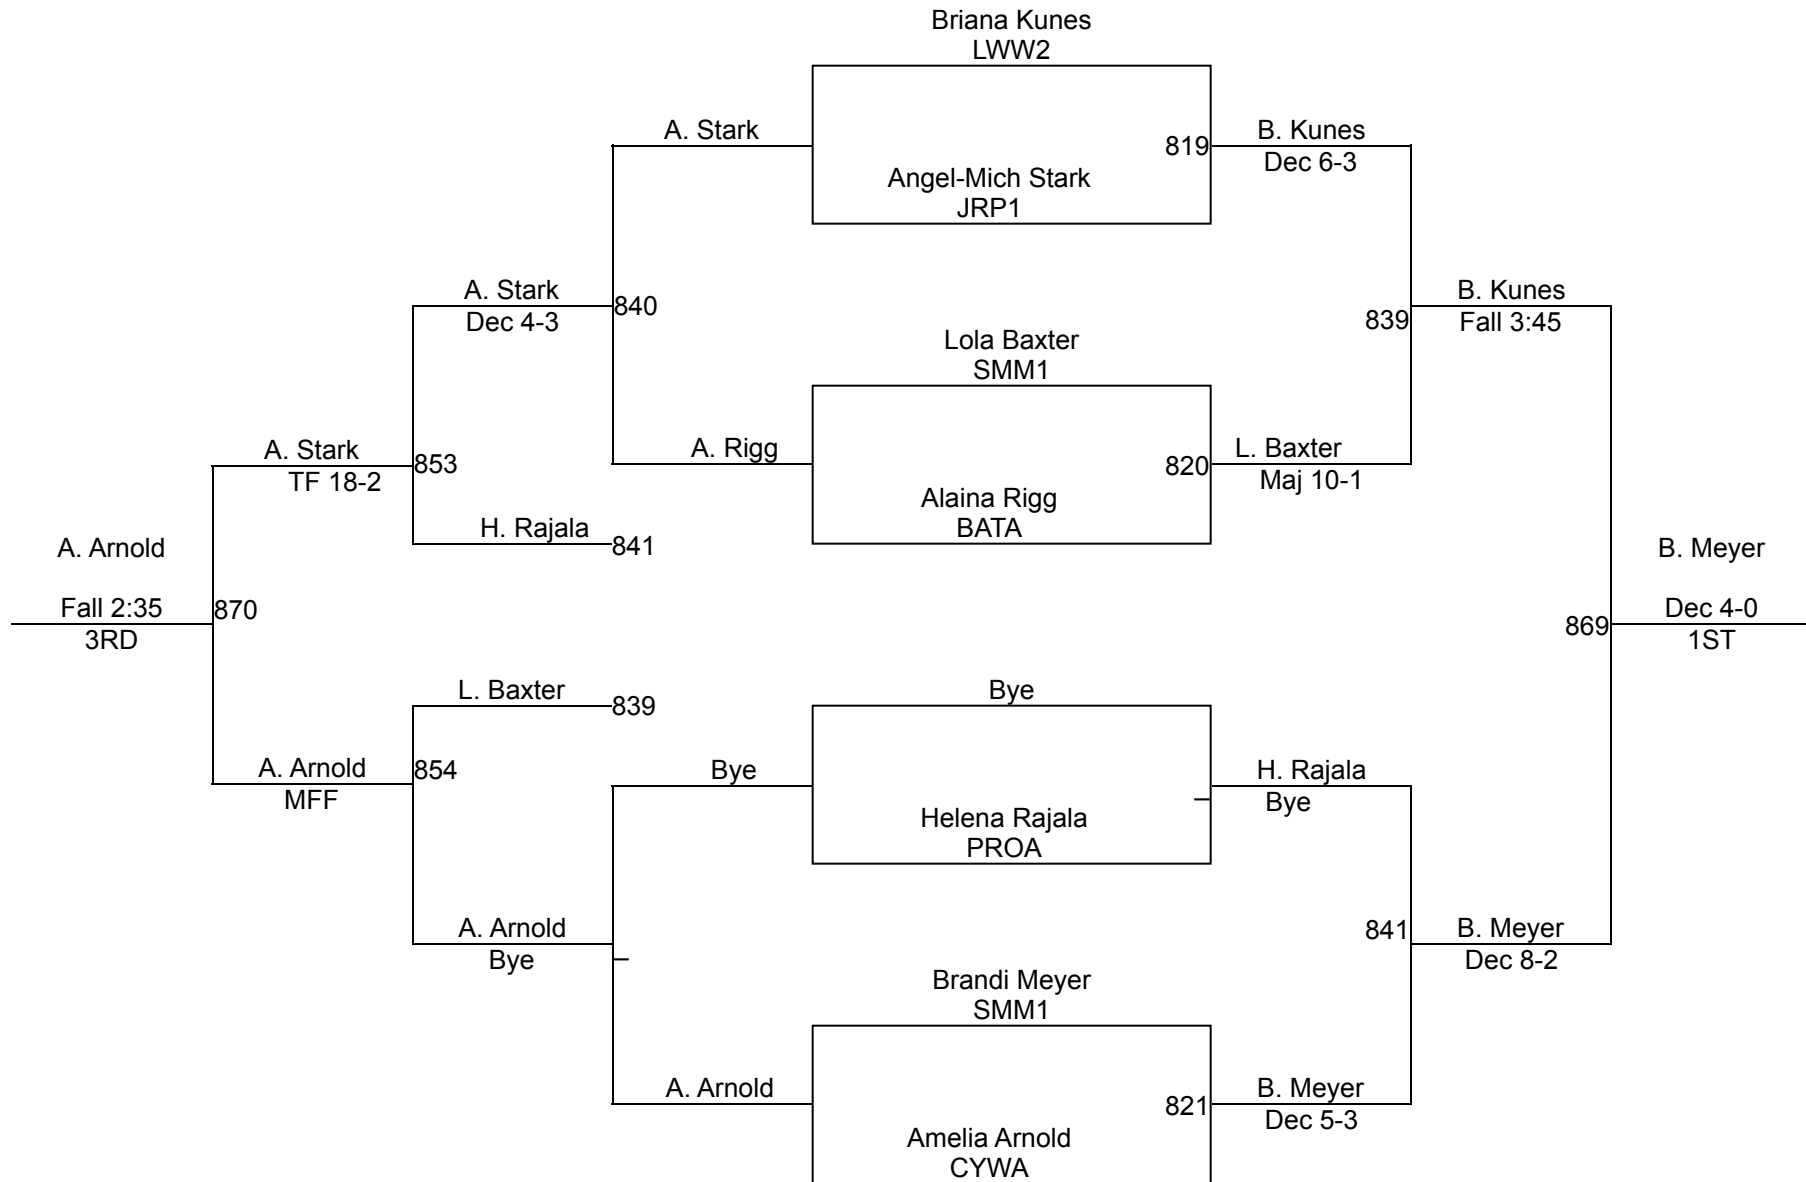 Briana Kunes
LWW2
A. Stark
819
B. Kunes
Dec 6-3
Angel-Mich Stark
JRP1
A. Stark
Dec 4-3
840
839
B. Kunes
Fall 3:45
Lola Baxter
SMM1
A. Stark
TF 18-2
853
A. Rigg
820
L. Baxter
Maj 10-1
Alaina Rigg
BATA
H. Rajala
841
A. Arnold
Fall 2:35
3RD
870
B. Meyer
Dec 4-0
1ST
869
L. Baxter
839
Bye
A. Arnold
MFF
854
Bye
H. Rajala
Bye
Helena Rajala
PROA
A. Arnold
Bye
841
B. Meyer
Dec 8-2
Brandi Meyer
SMM1
A. Arnold
821
B. Meyer
Dec 5-3
Amelia Arnold
CYWA